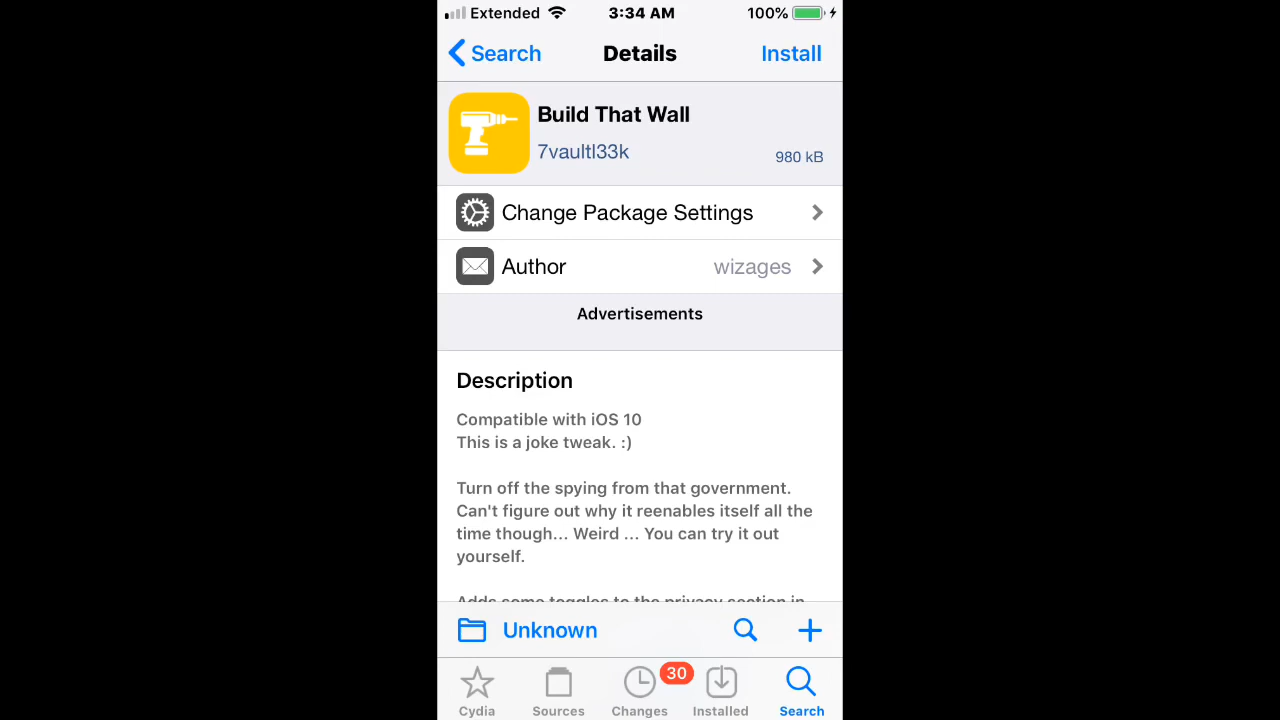 Extended 3:34 AM 100%
Search Details Install
Build That Wall
7vaultl33k 980 kB
Change Package Settings
Author wizages
Advertisements
Description
Compatible with iOS 10
This is a joke tweak. :)
Turn off the spying from that government.
Can't figure out why it reenables itself all the
time though... Weird ... You can try it out
yourself.
Adds some toggles to the privacy section in
Unknown
30
Cydia Sources Changes Installed Search